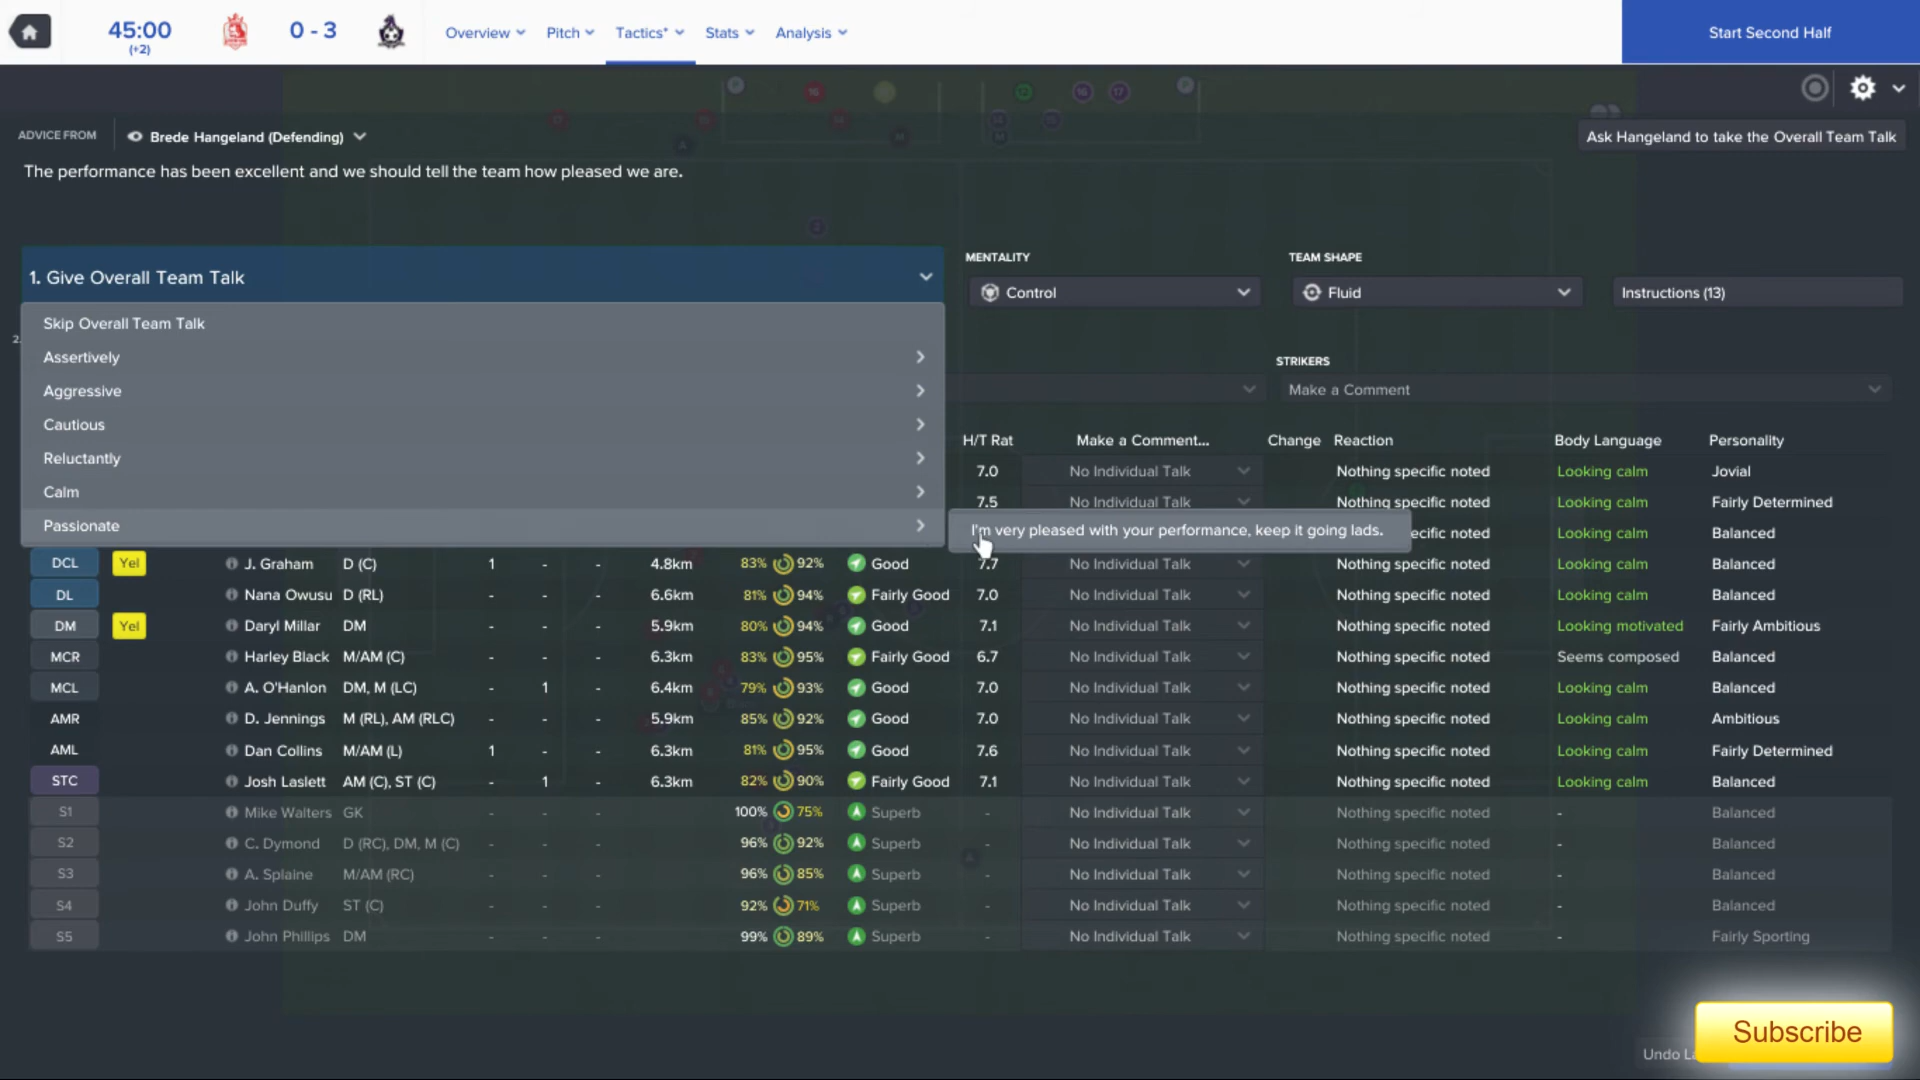 45:00
(+2)
0 - 3
Overview
Pitch
Tactics*
Stats
Analysis
Start Second Half
ADVICE FROM
Brede Hangeland (Defending)
Ask Hangeland to take the Overall Team Talk
The performance has been excellent and we should tell the team how pleased we are.
1. Give Overall Team Talk
MENTALITY
Control
TEAM SHAPE
Fluid
Instructions (13)
Skip Overall Team Talk
Assertively
Aggressive
Cautious
Reluctantly
Calm
Passionate
I'm very pleased with your performance, keep it going lads.
2.
STRIKERS
Make a Comment
H/T Rat Make a Comment... Change Reaction Body Language Personality
7.0 No Individual Talk Nothing specific noted Looking calm Jovial
7.5 No Individual Talk Nothing specific noted Looking calm Fairly Determined
ecific noted Looking calm Balanced
DCL Yel J. Graham D (C) 1 - - 4.8km 83% 92% Good 7.7 No Individual Talk Nothing specific noted Looking calm Balanced
DL Nana Owusu D (RL) - - - 6.6km 81% 94% Fairly Good 7.0 No Individual Talk Nothing specific noted Looking calm Balanced
DM Yel Daryl Millar DM - - - 5.9km 80% 94% Good 7.1 No Individual Talk Nothing specific noted Looking motivated Fairly Ambitious
MCR Harley Black M/AM (C) - - - 6.3km 83% 95% Fairly Good 6.7 No Individual Talk Nothing specific noted Seems composed Balanced
MCL A. O'Hanlon DM, M (LC) - 1 - 6.4km 79% 93% Good 7.0 No Individual Talk Nothing specific noted Looking calm Balanced
AMR D. Jennings M (RL), AM (RLC) - - - 5.9km 85% 92% Good 7.0 No Individual Talk Nothing specific noted Looking calm Ambitious
AML Dan Collins M/AM (L) 1 - - 6.3km 81% 95% Good 7.6 No Individual Talk Nothing specific noted Looking calm Fairly Determined
STC Josh Laslett AM (C), ST (C) - 1 - 6.3km 82% 90% Fairly Good 7.1 No Individual Talk Nothing specific noted Looking calm Balanced
S1 Mike Walters GK - - - 100% 75% Superb - No Individual Talk Nothing specific noted - Balanced
S2 C. Dymond D (RC), DM, M (C) - - - 96% 92% Superb - No Individual Talk Nothing specific noted - Balanced
S3 A. Splaine M/AM (RC) - - - 96% 85% Superb - No Individual Talk Nothing specific noted - Balanced
S4 John Duffy ST (C) - - - 92% 71% Superb - No Individual Talk Nothing specific noted - Balanced
S5 John Phillips DM - - - 99% 89% Superb - No Individual Talk Nothing specific noted - Fairly Sporting
Subscribe
Undo